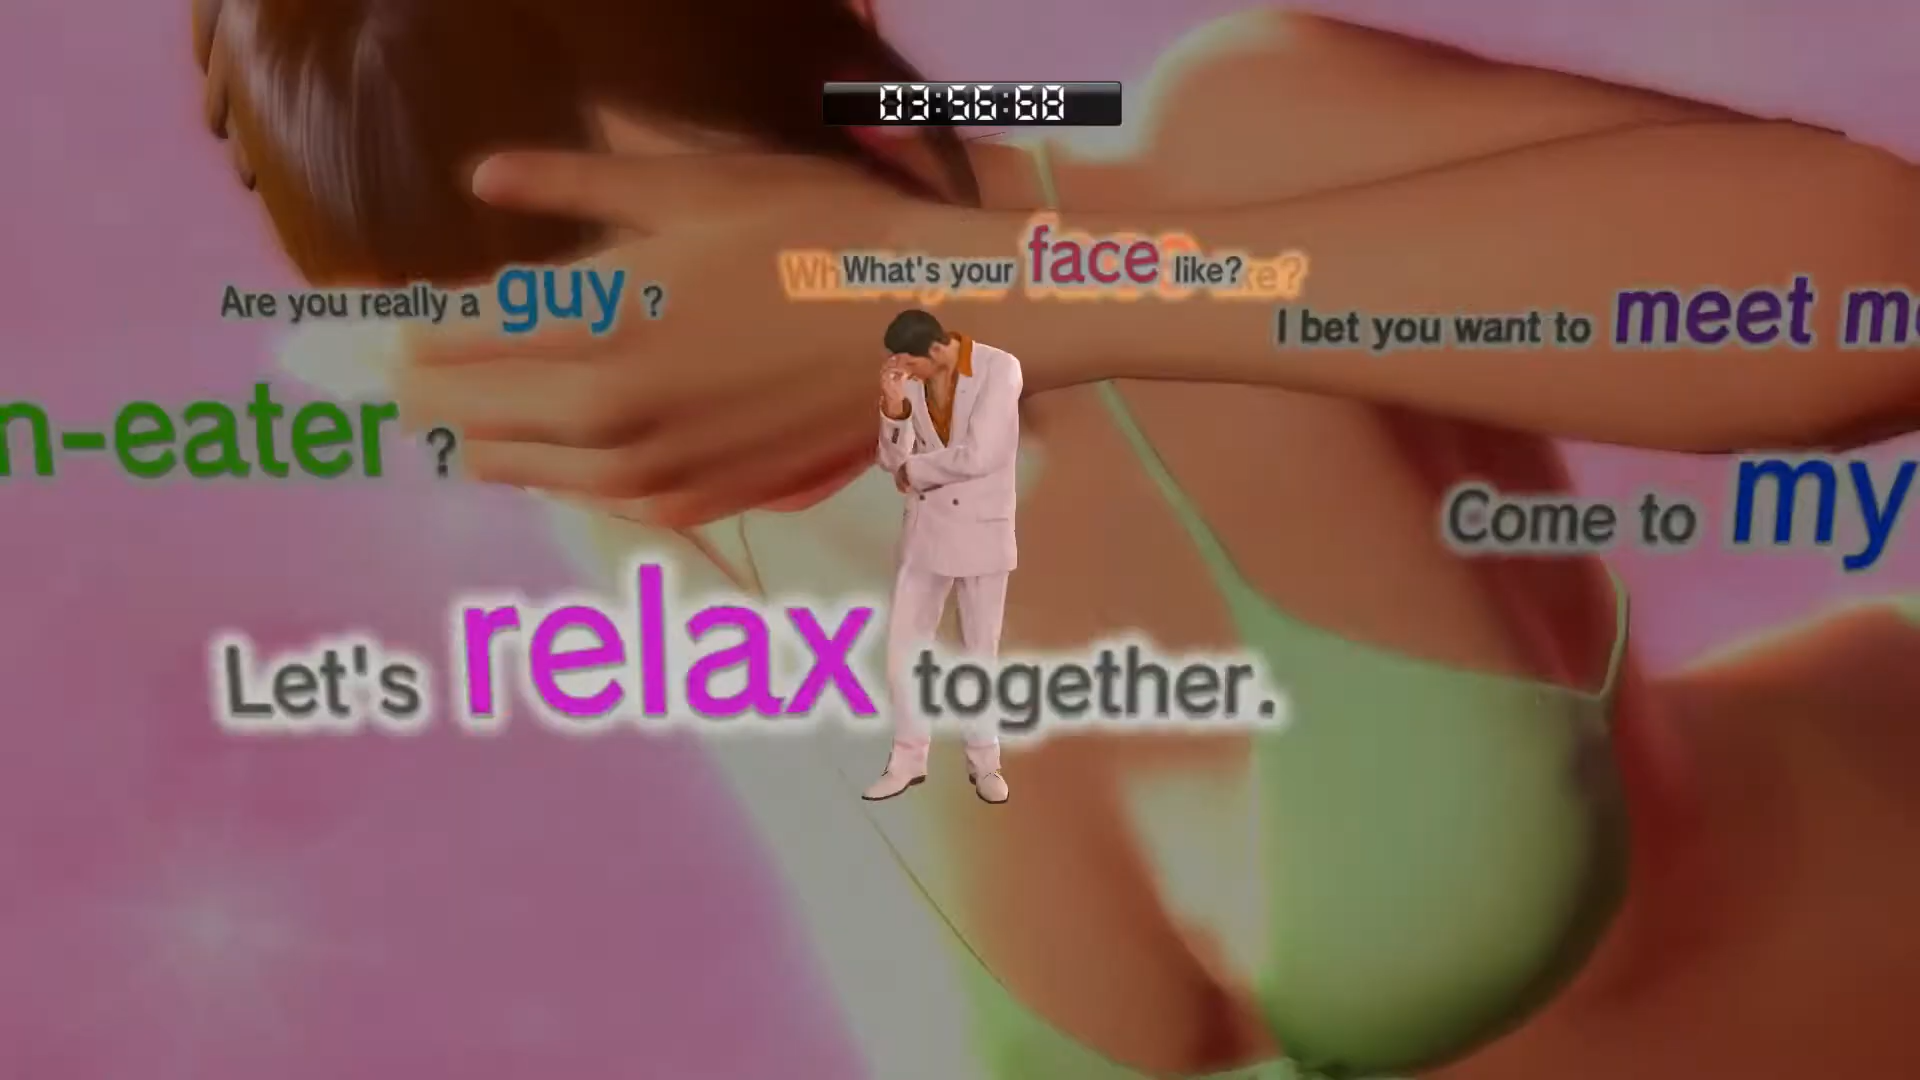 03:56:68
What's your face like?
Are you really a guy ?
I bet you want to meet
n-eater ?
Come to my
Let's relax together.